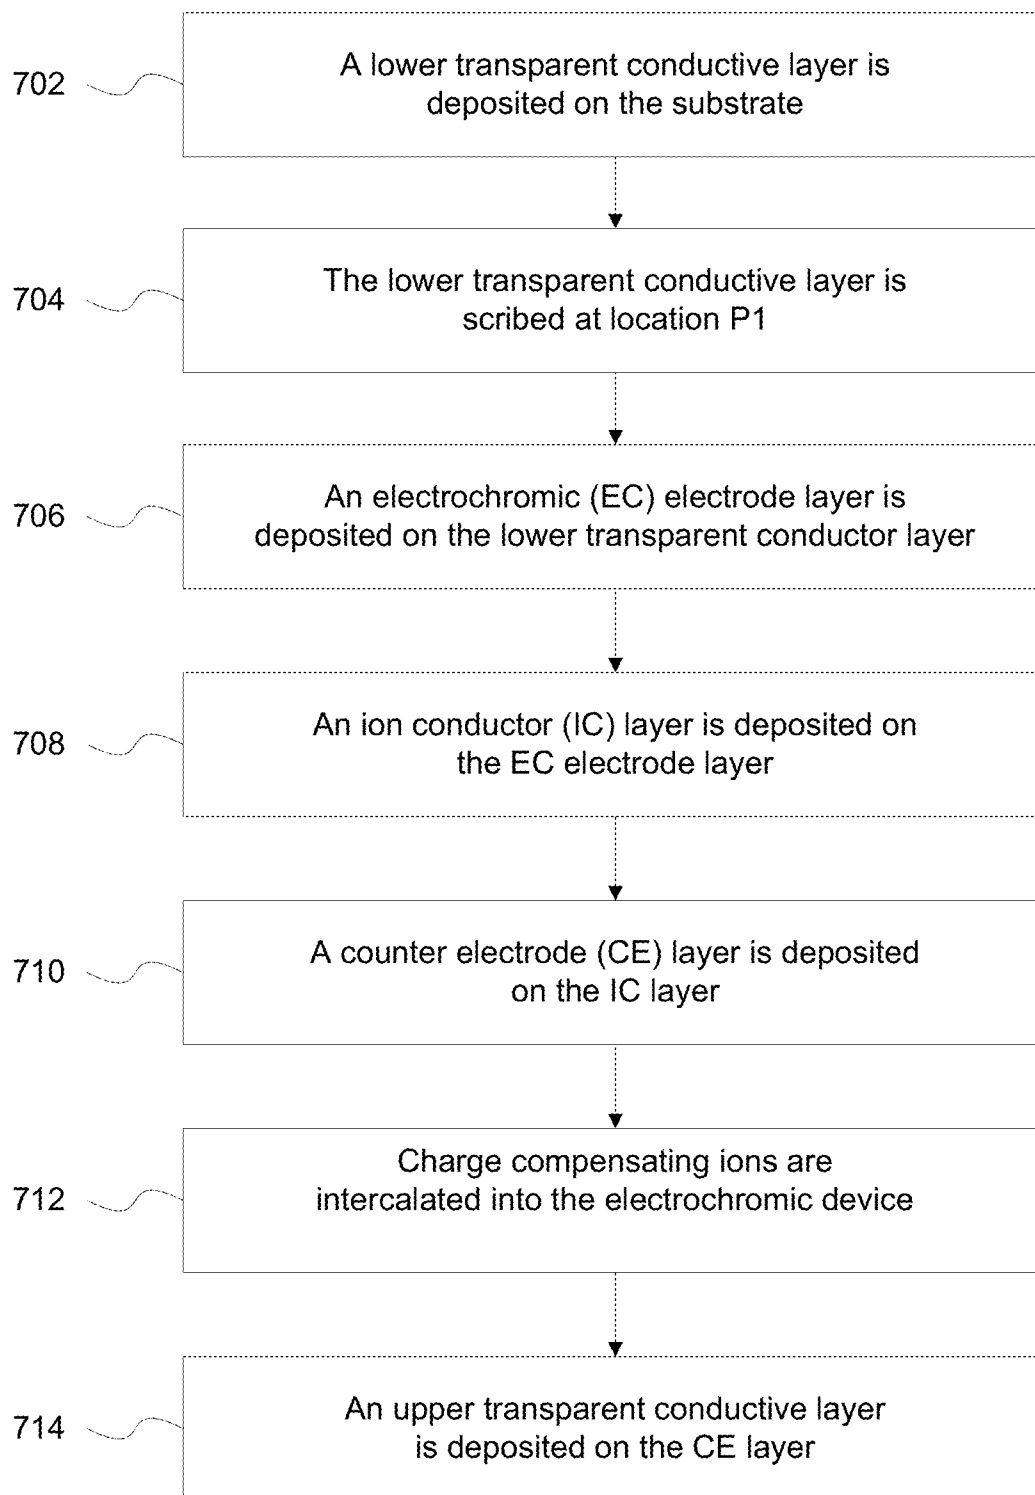 702
A lower transparent conductive layer is
deposited on the substrate
704
The lower transparent conductive layer is
scribed at location P1
706
An electrochromic (EC) electrode layer is
deposited on the lower transparent conductor layer
708
An ion conductor (IC) layer is deposited on
the EC electrode layer
710
A counter electrode (CE) layer is deposited
on the IC layer
712
Charge compensating ions are
intercalated into the electrochromic device
714
An upper transparent conductive layer
is deposited on the CE layer